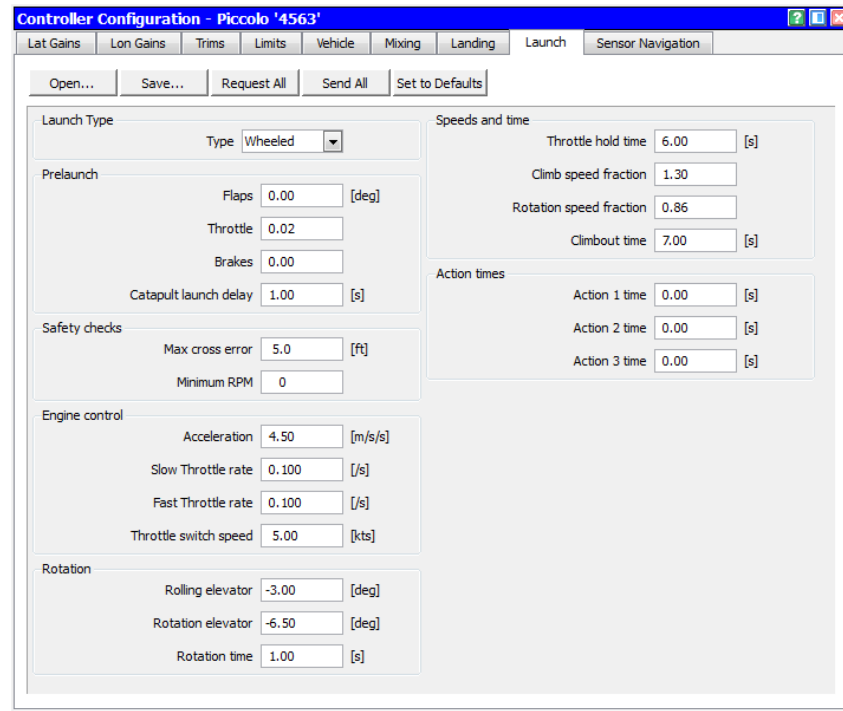 Controller Configuration - Piccolo '4563'
Lat Gains Lon Gains Trims Limits Vehicle Mixing Landing Launch Sensor Navigation
Open... Save... Request All Send All Set to Defaults
Launch Type
Type Wheeled
Prelaunch
Flaps 0.00 [deg]
Throttle 0.02
Brakes 0.00
Catapult launch delay 1.00 [s]
Safety checks
Max cross error 5.0 [ft]
Minimum RPM 0
Engine control
Acceleration 4.50 [m/s/s]
Slow Throttle rate 0.100 [/s]
Fast Throttle rate 0.100 [/s]
Throttle switch speed 5.00 [kts]
Rotation
Rolling elevator -3.00 [deg]
Rotation elevator -6.50 [deg]
Rotation time 1.00 [s]
Speeds and time
Throttle hold time 6.00 [s]
Climb speed fraction 1.30
Rotation speed fraction 0.86
Climbout time 7.00 [s]
Action times
Action 1 time 0.00 [s]
Action 2 time 0.00 [s]
Action 3 time 0.00 [s]